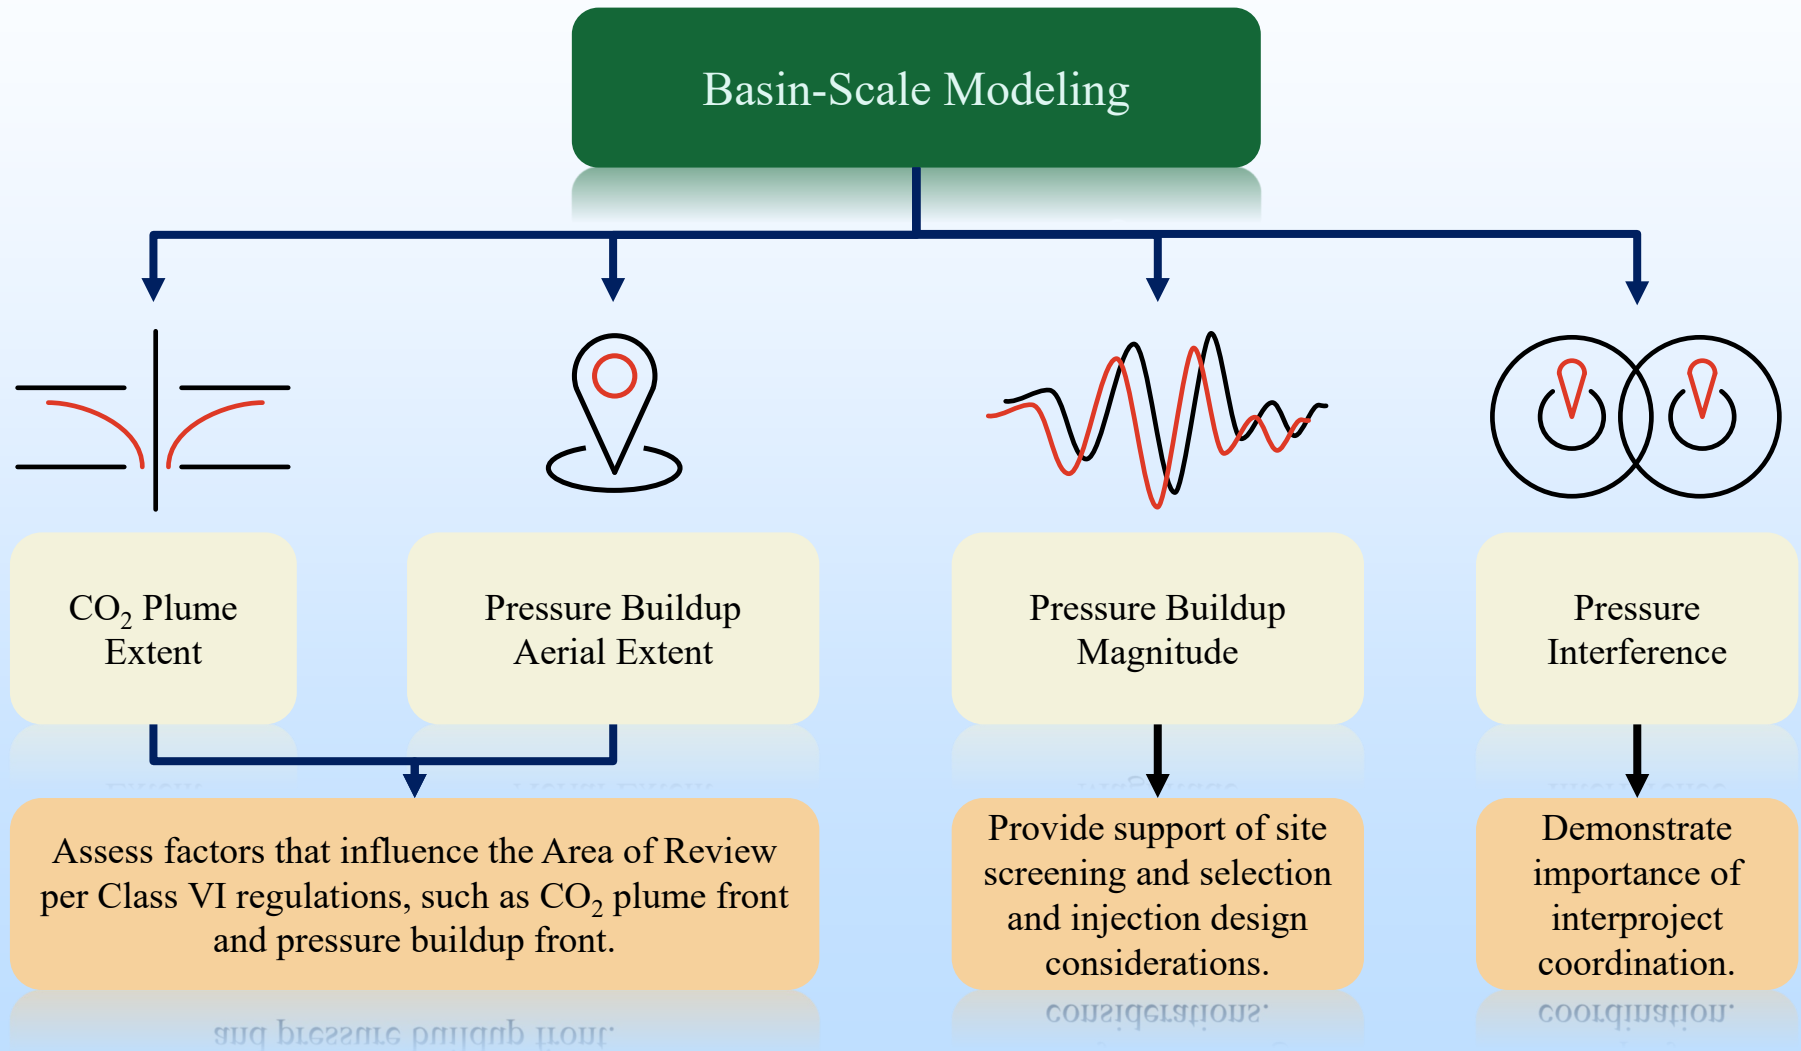 Basin-Scale Modeling
CO₂ Plume
Extent
Pressure Buildup
Aerial Extent
Pressure Buildup
Magnitude
Pressure
Interference
Assess factors that influence the Area of Review
per Class VI regulations, such as CO₂ plume front
and pressure buildup front.
Provide support of site
screening and selection
and injection design
considerations.
Demonstrate
importance of
interproject
coordination.